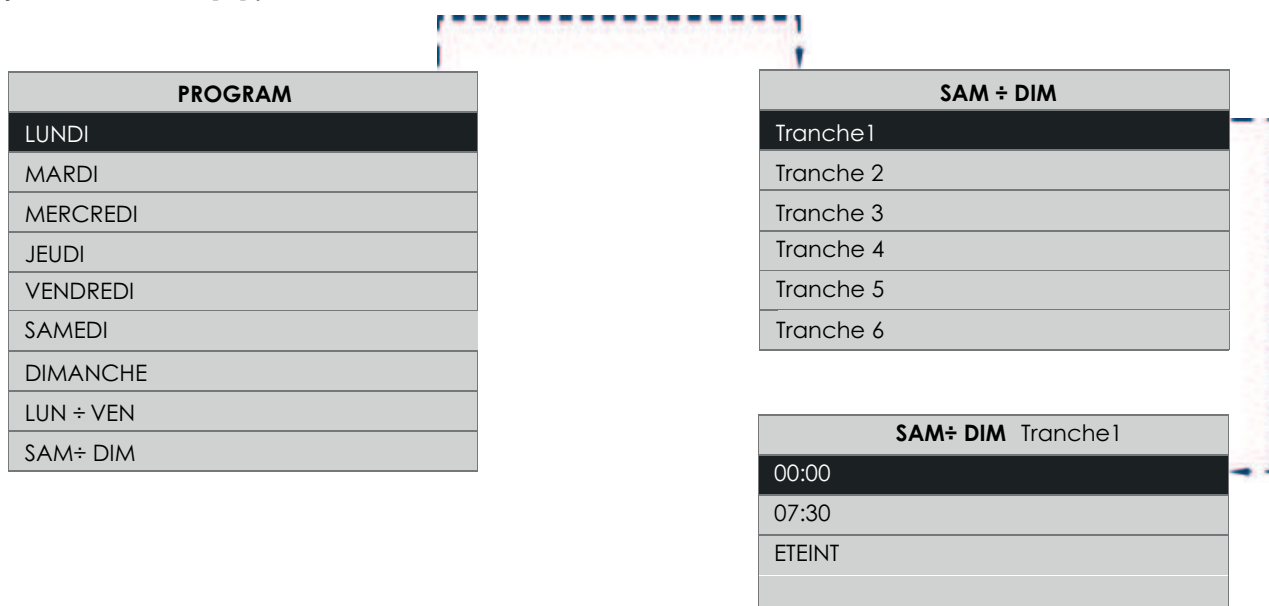 PROGRAM
LUNDI
MARDI
MERCREDI
JEUDI
VENDREDI
SAMEDI
DIMANCHE
LUN ÷ VEN
SAM÷ DIM
SAM ÷ DIM
Tranche1
Tranche 2
Tranche 3
Tranche 4
Tranche 5
Tranche 6
SAM÷ DIM Tranche1
00:00
07:30
ETEINT